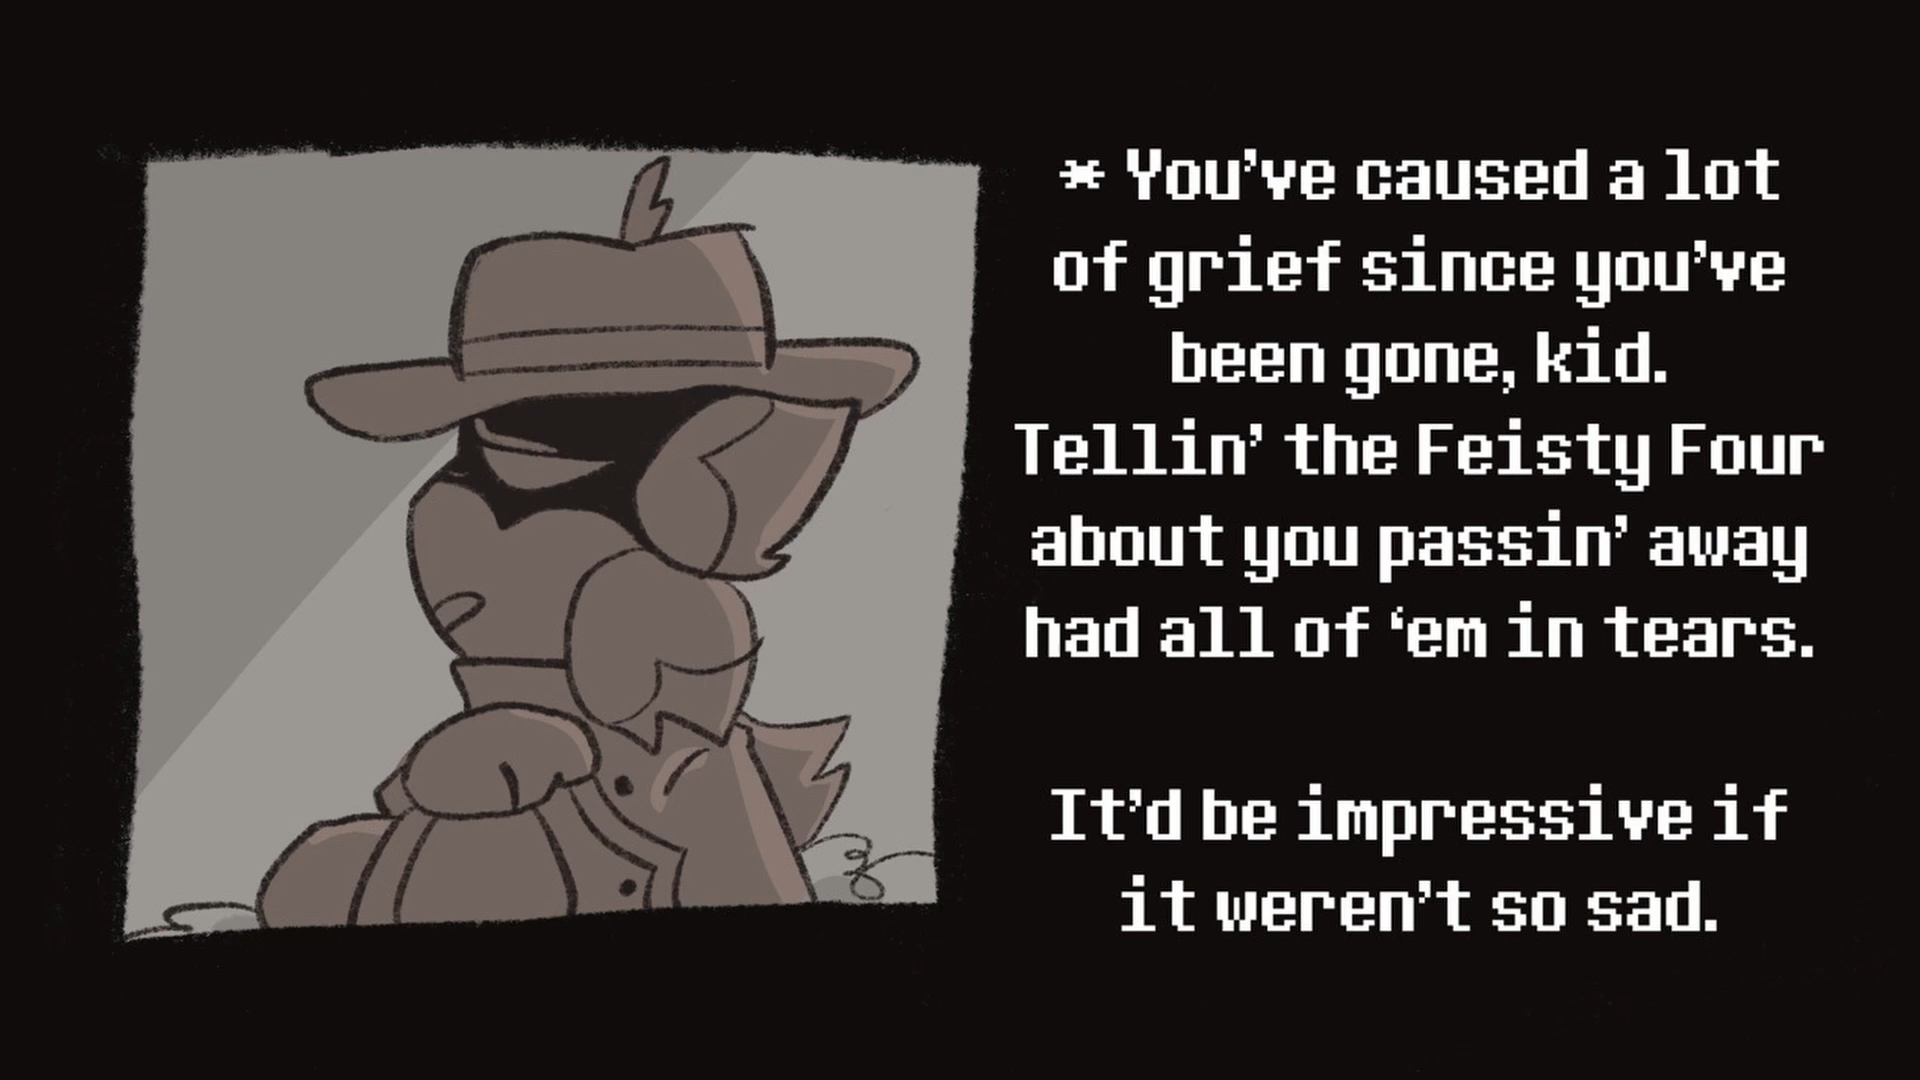 * You’ve caused a lot
of grief since you’ve
been gone, kid.
Tellin’ the Feisty Four
about you passin’ away
had all of ‘em in tears.
It’d be impressive if
it weren’t so sad.